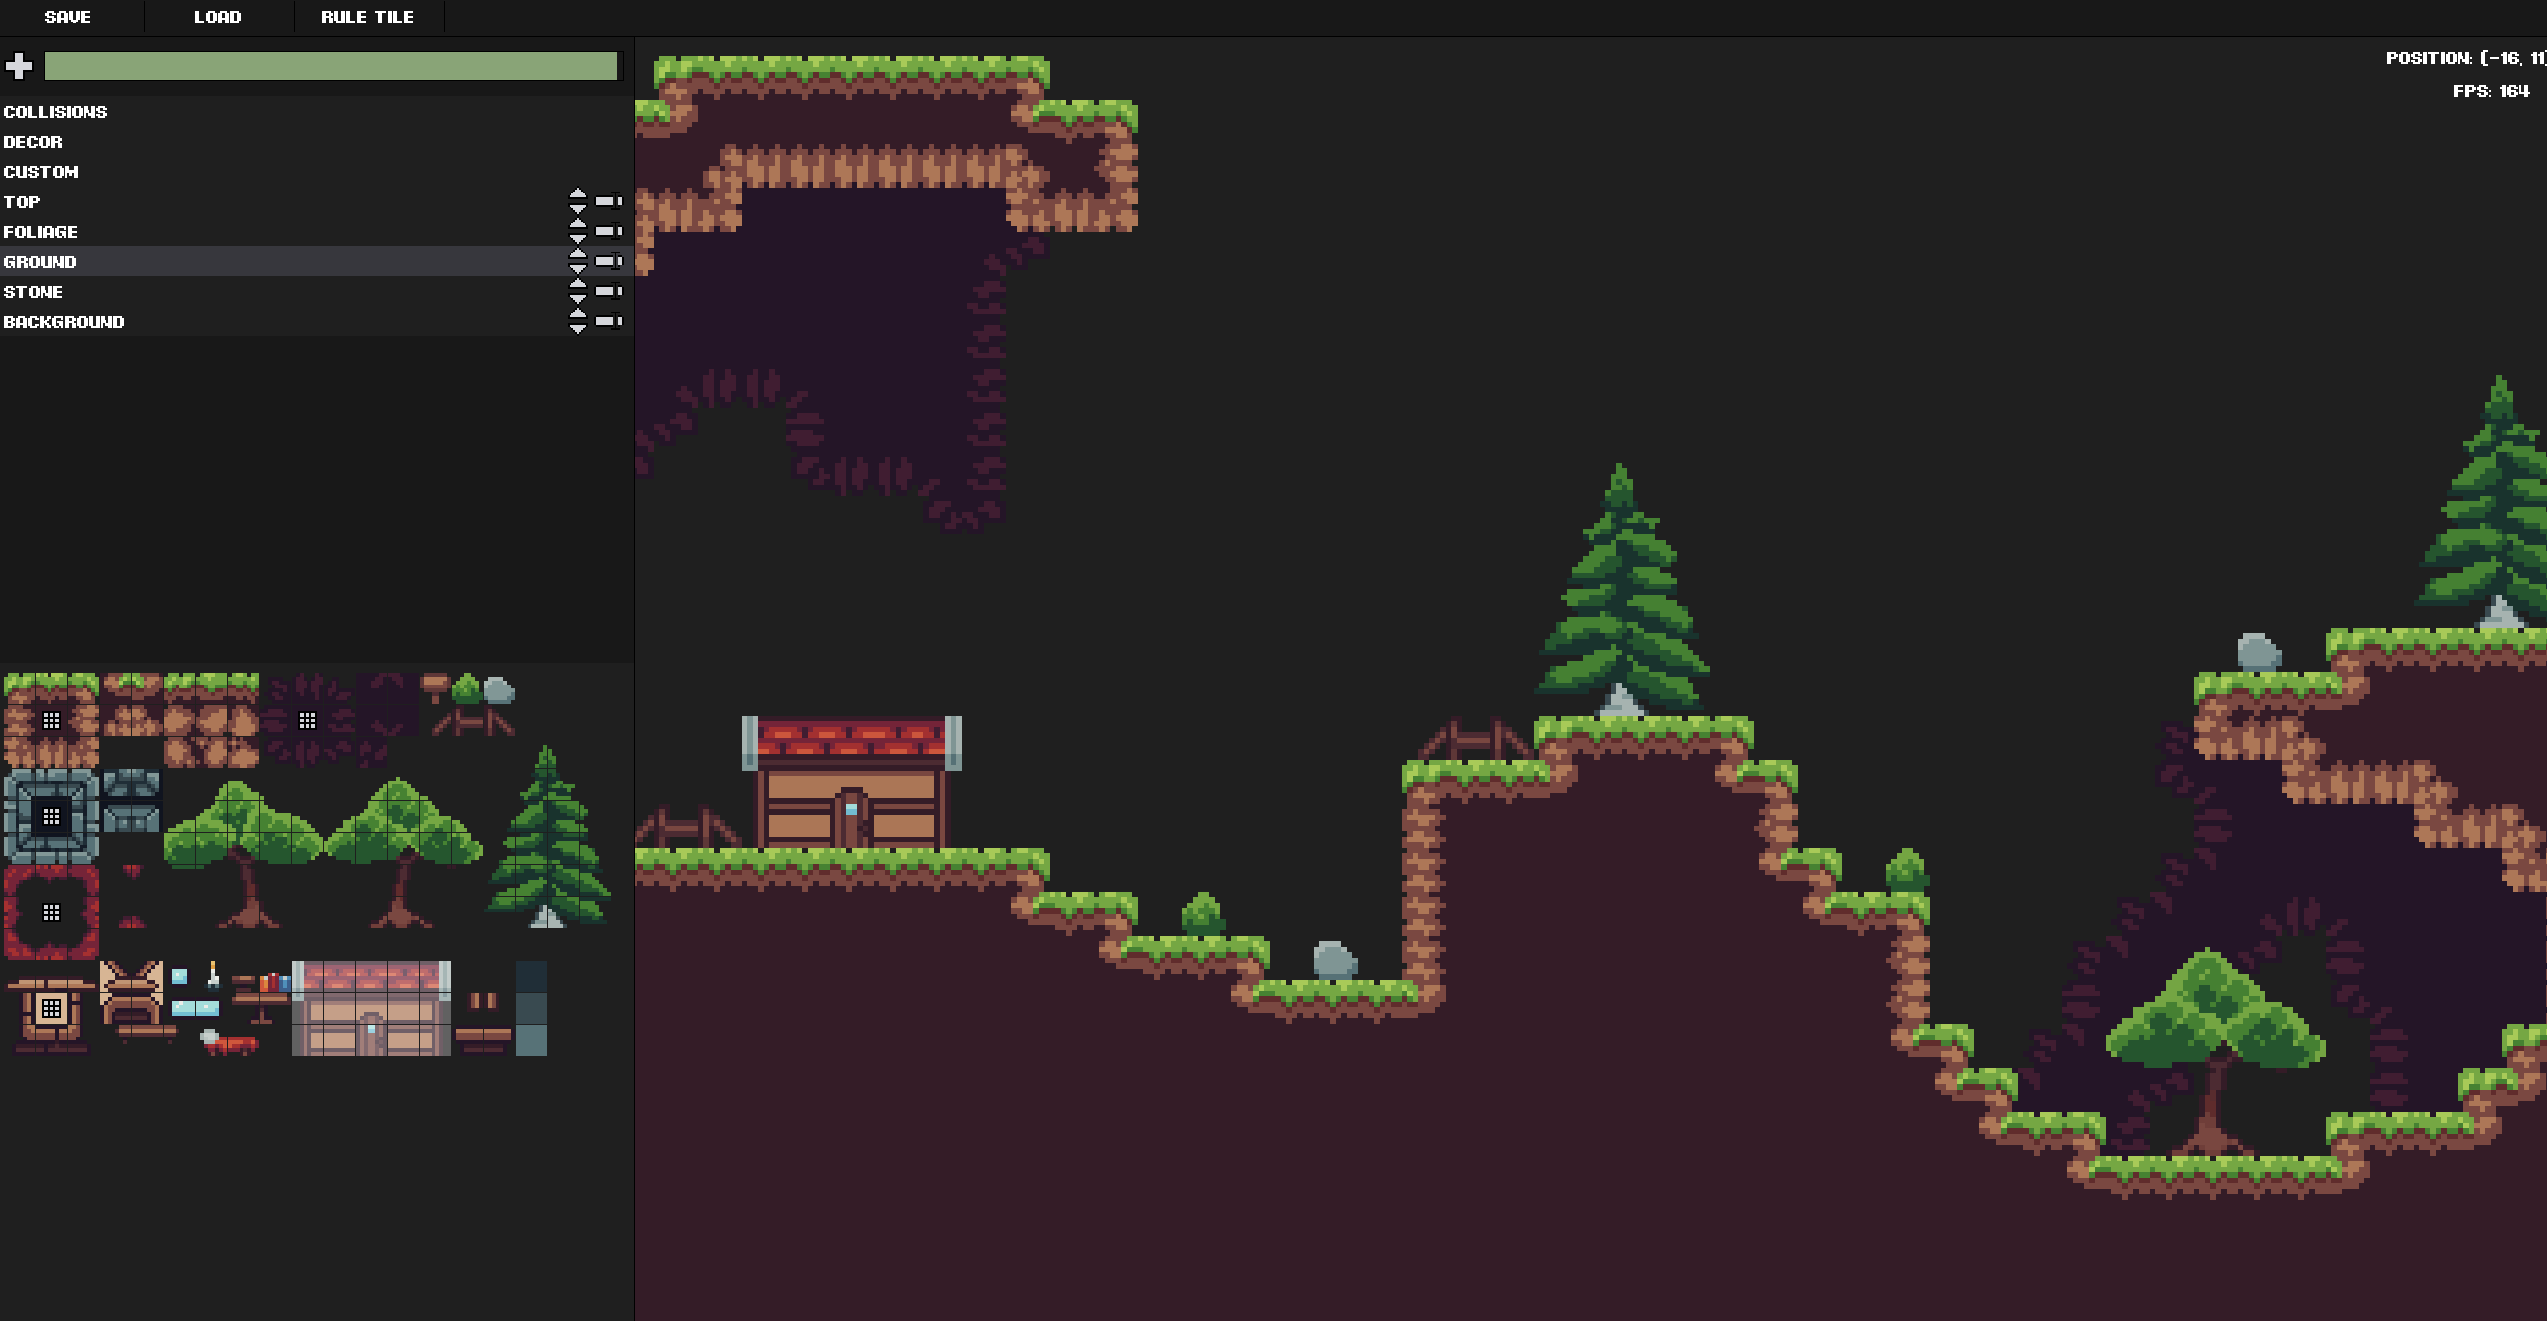 SAVE
LOAD
RULE TILE
POSITION: (-16, 11)
FPS: 164
COLLISIONS
DECOR
CUSTOM
TOP
FOLIAGE
GROUND
STONE
BACKGROUND